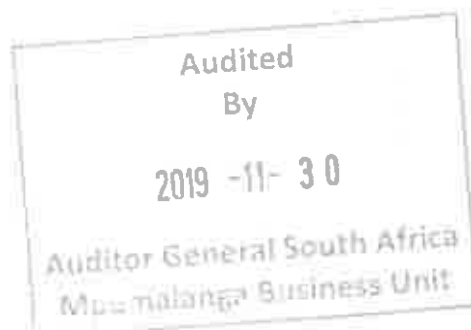 Audited
By
2019 -11- 30
Auditor General South Africa
Mpumalanga Business Unit